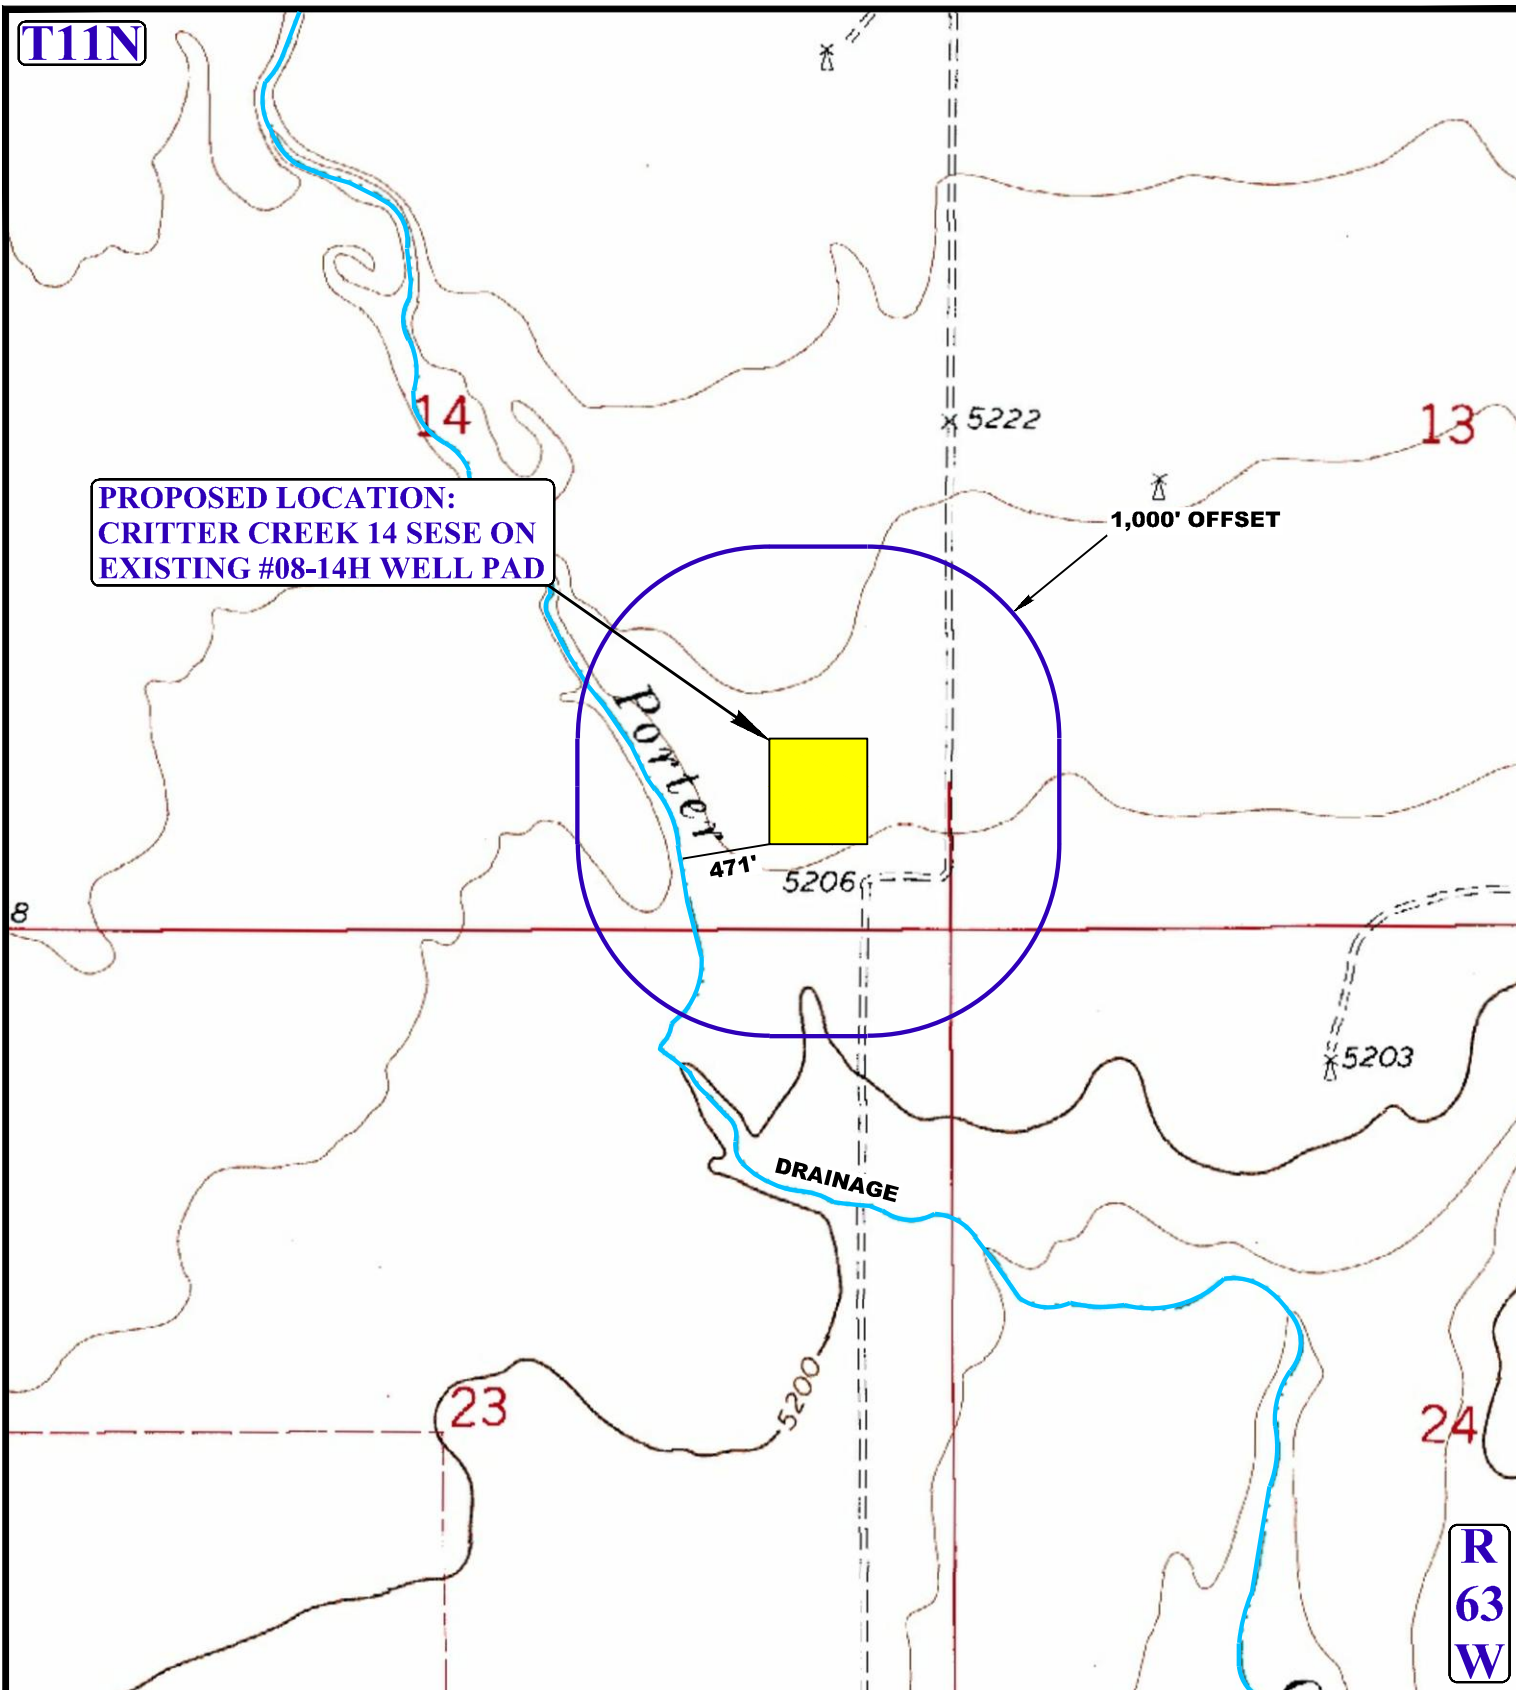 T11N
5222
13
14
PROPOSED LOCATION:
CRITTER CREEK 14 SESE ON
EXISTING #08-14H WELL PAD
1,000' OFFSET
Porter
471'
5206
8
5203
DRAINAGE
5200
23
24
R
63
W